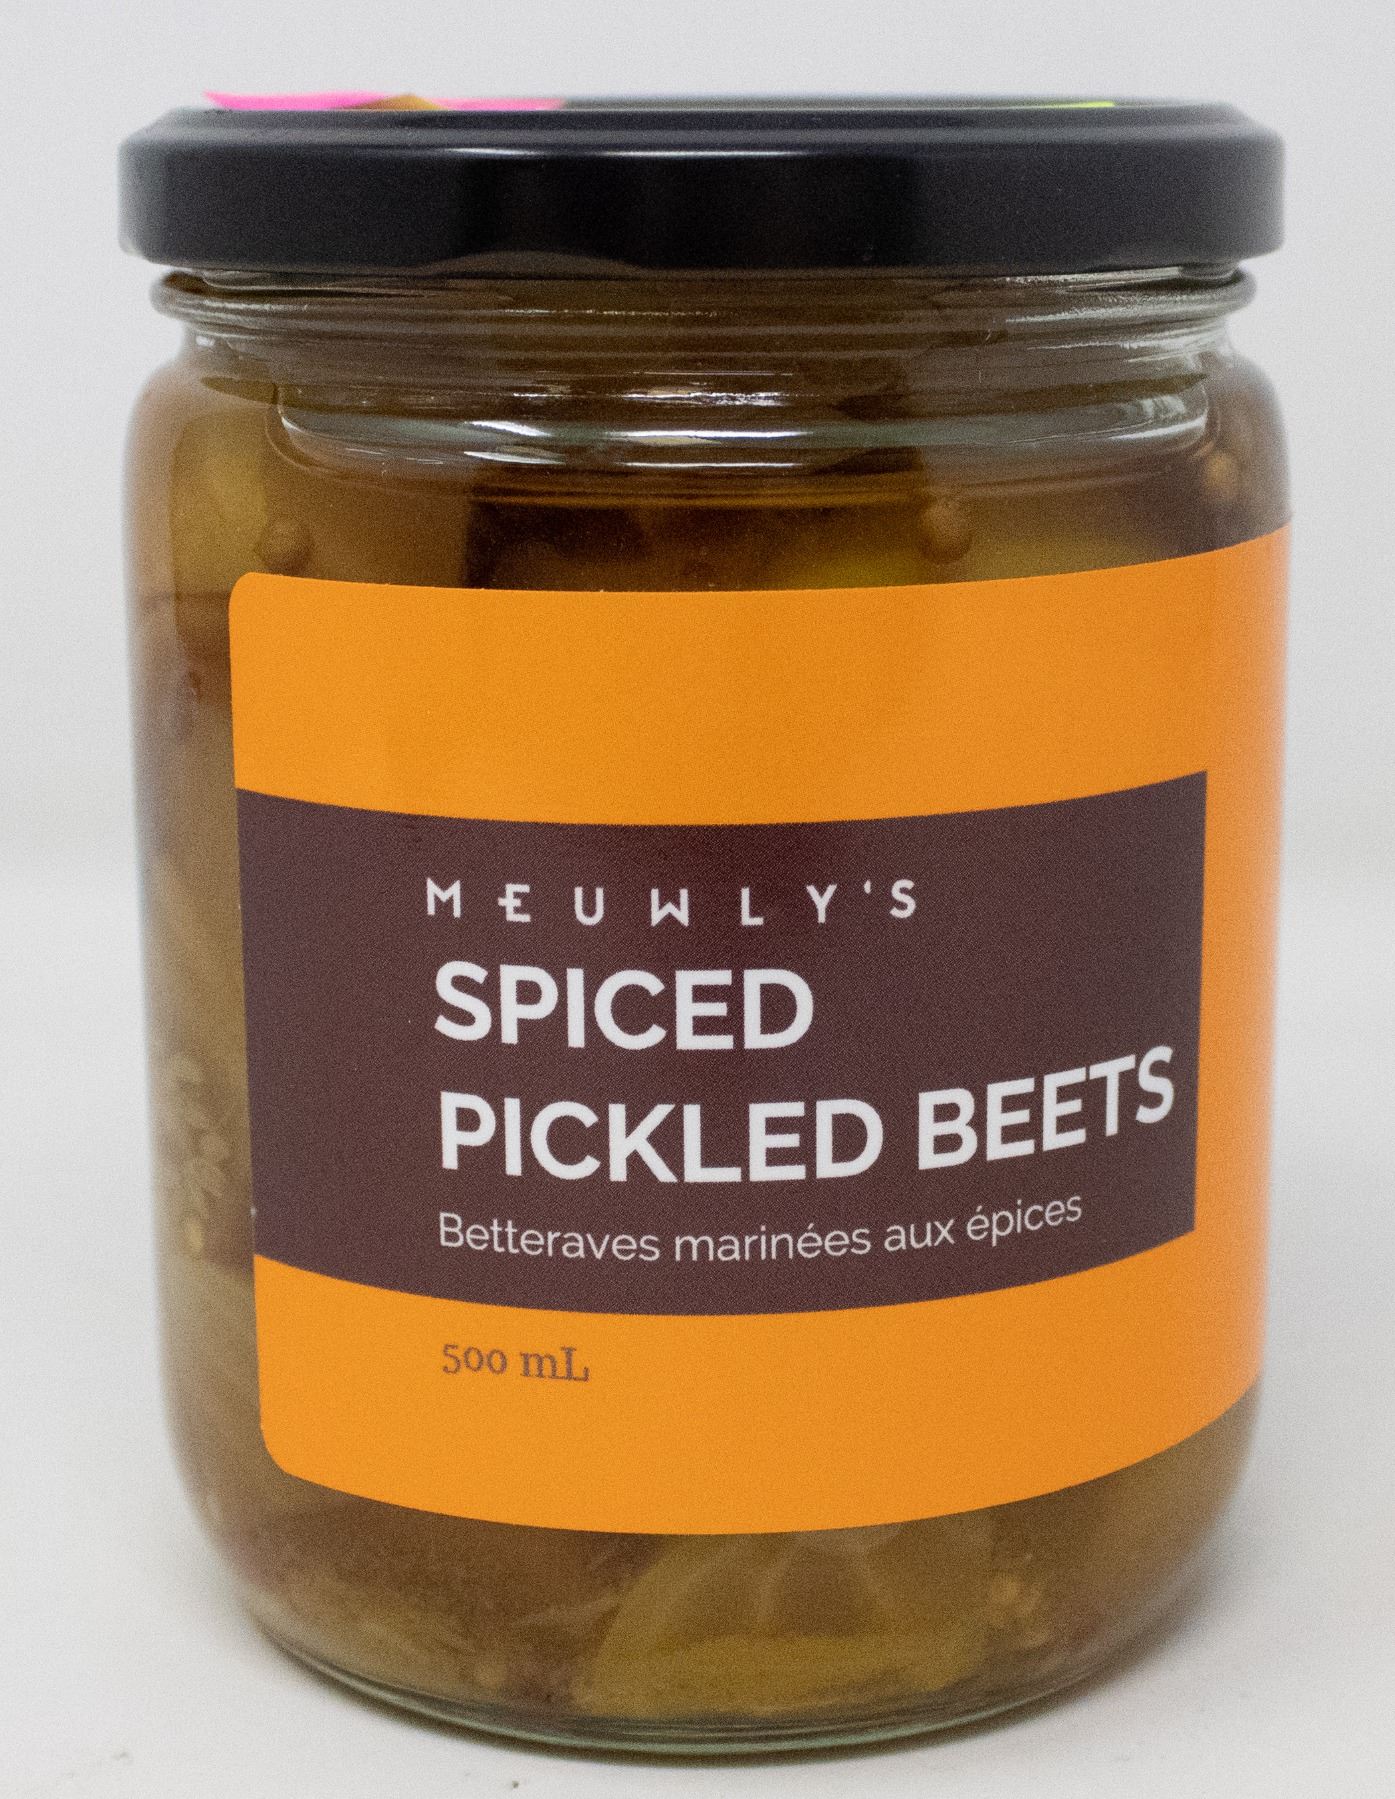 MEUWLY'S
SPICED
PICKLED BEETS
Betteraves marinées aux épices
500 mL